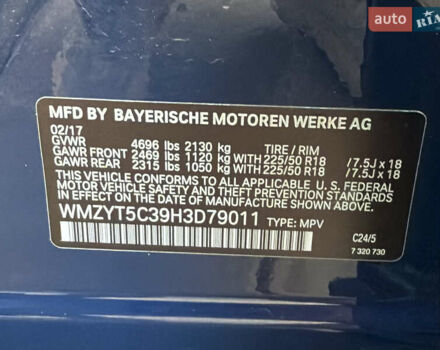 auto RIA
MFD BY BAYERISCHE MOTOREN WERKE AG
02/17
GVWR 4696 lbs 2130 kg TIRE / RIM
GAWR FRONT 2469 lbs 1120 kg WITH 225/50 R18 /7.5J x 18
GAWR REAR 2315 lbs 1050 kg WITH 225/50 R18 /7.5J x 18
THIS VEHICLE CONFORMS TO ALL APPLICABLE
FEDERAL MOTOR VEHICLE SAFETY STANDARDS
IN EFFECT ON THE DATE OF MANUFACTURE SHOWN ABOVE.
WMZYT5C39H3D79011 TYPE: MPV
C24/5
7 320 730